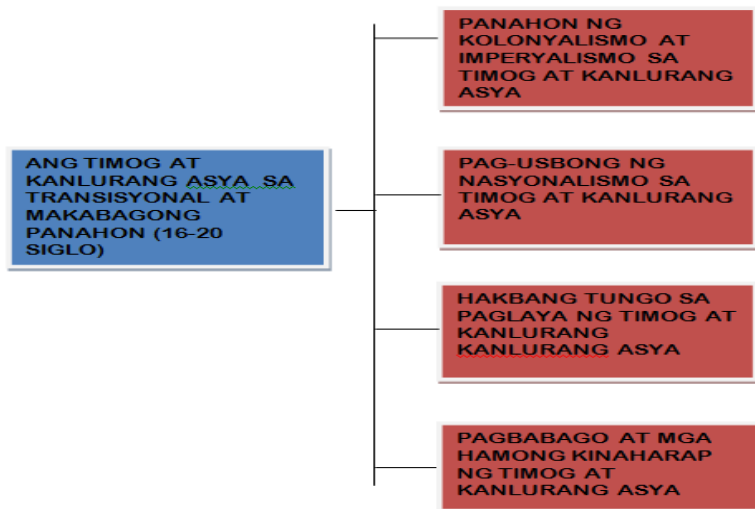 ANG TIMOG AT
KANLURANG ASYA SA
TRANSISYONAL AT
MAKABAGONG
PANAHON (16-20
SIGLO)
PANAHON NG
KOLONYALISMO AT
IMPERYALISMO SA
TIMOG AT KANLURANG
ASYA
PAG-USBONG NG
NASYONALISMO SA
TIMOG AT KANLURANG
ASYA
HAKBANG TUNGO SA
PAGLAYA NG TIMOG AT
KANLURANG
KANLURANG ASYA
PAGBABAGO AT MGA
HAMONG KINAHARAP
NG TIMOG AT
KANLURANG ASYA